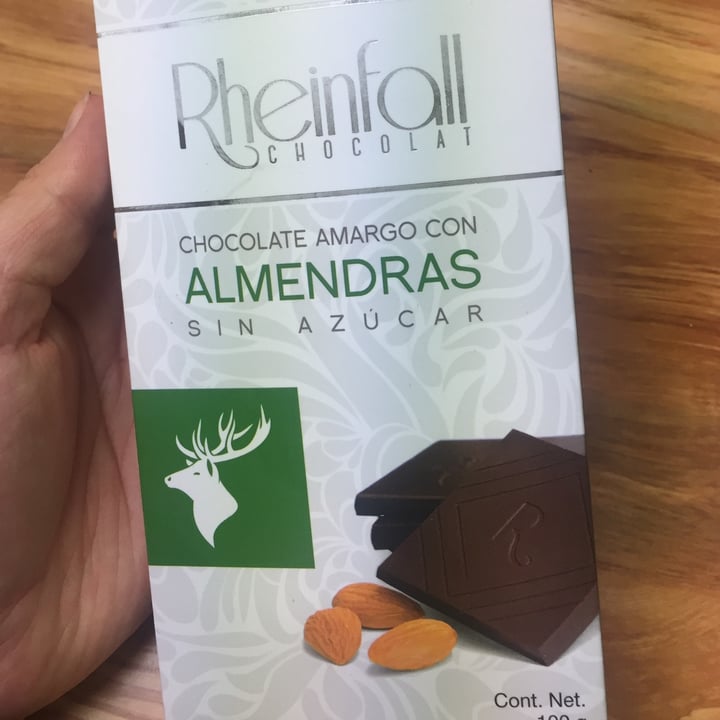 Rheinfall
CHOCOLAT
CHOCOLATE AMARGO CON
ALMENDRAS
SIN AZÚCAR
R
Cont. Net.